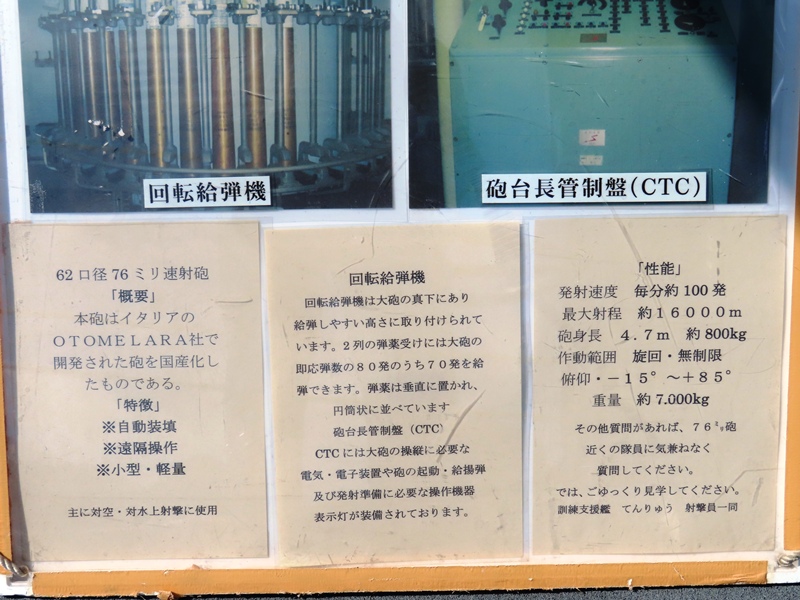 回転給弾機
砲台長管制盤(CTC)
62口径76ミリ速射砲
「概要」
本砲はイタリアの
OTOMELARA社で
開発された砲を国産化し
たものである。
「特徴」
※自動装填
※遠隔操作
※小型・軽量
主に対空・対水上射撃に使用
回転給弾機
回転給弾機は大砲の真下にあり
給弾しやすい高さに取り付けられて
います。2列の弾薬受けには大砲の
即応弾数の80発のうち70発を給
弾できます。弾薬は垂直に置かれ、
円筒状に並べています
砲台長管制盤(CTC)
CTCには大砲の操縦に必要な
電気・電子装置や砲の起動・給揚弾
及び発射準備に必要な操作機器
表示灯が装備されております。
「性能」
発射速度 毎分約100発
最大射程 約16000m
砲身長 4.7m 約800kg
作動範囲 旋回・無制限
俯仰・-15°~+85°
重量 約7.000kg
その他質問があれば、76㍉砲
近くの隊員に気兼ねなく
質問してください。
では、ごゆっくり見学してください。
訓練支援艦 てんりゅう 射撃員一同